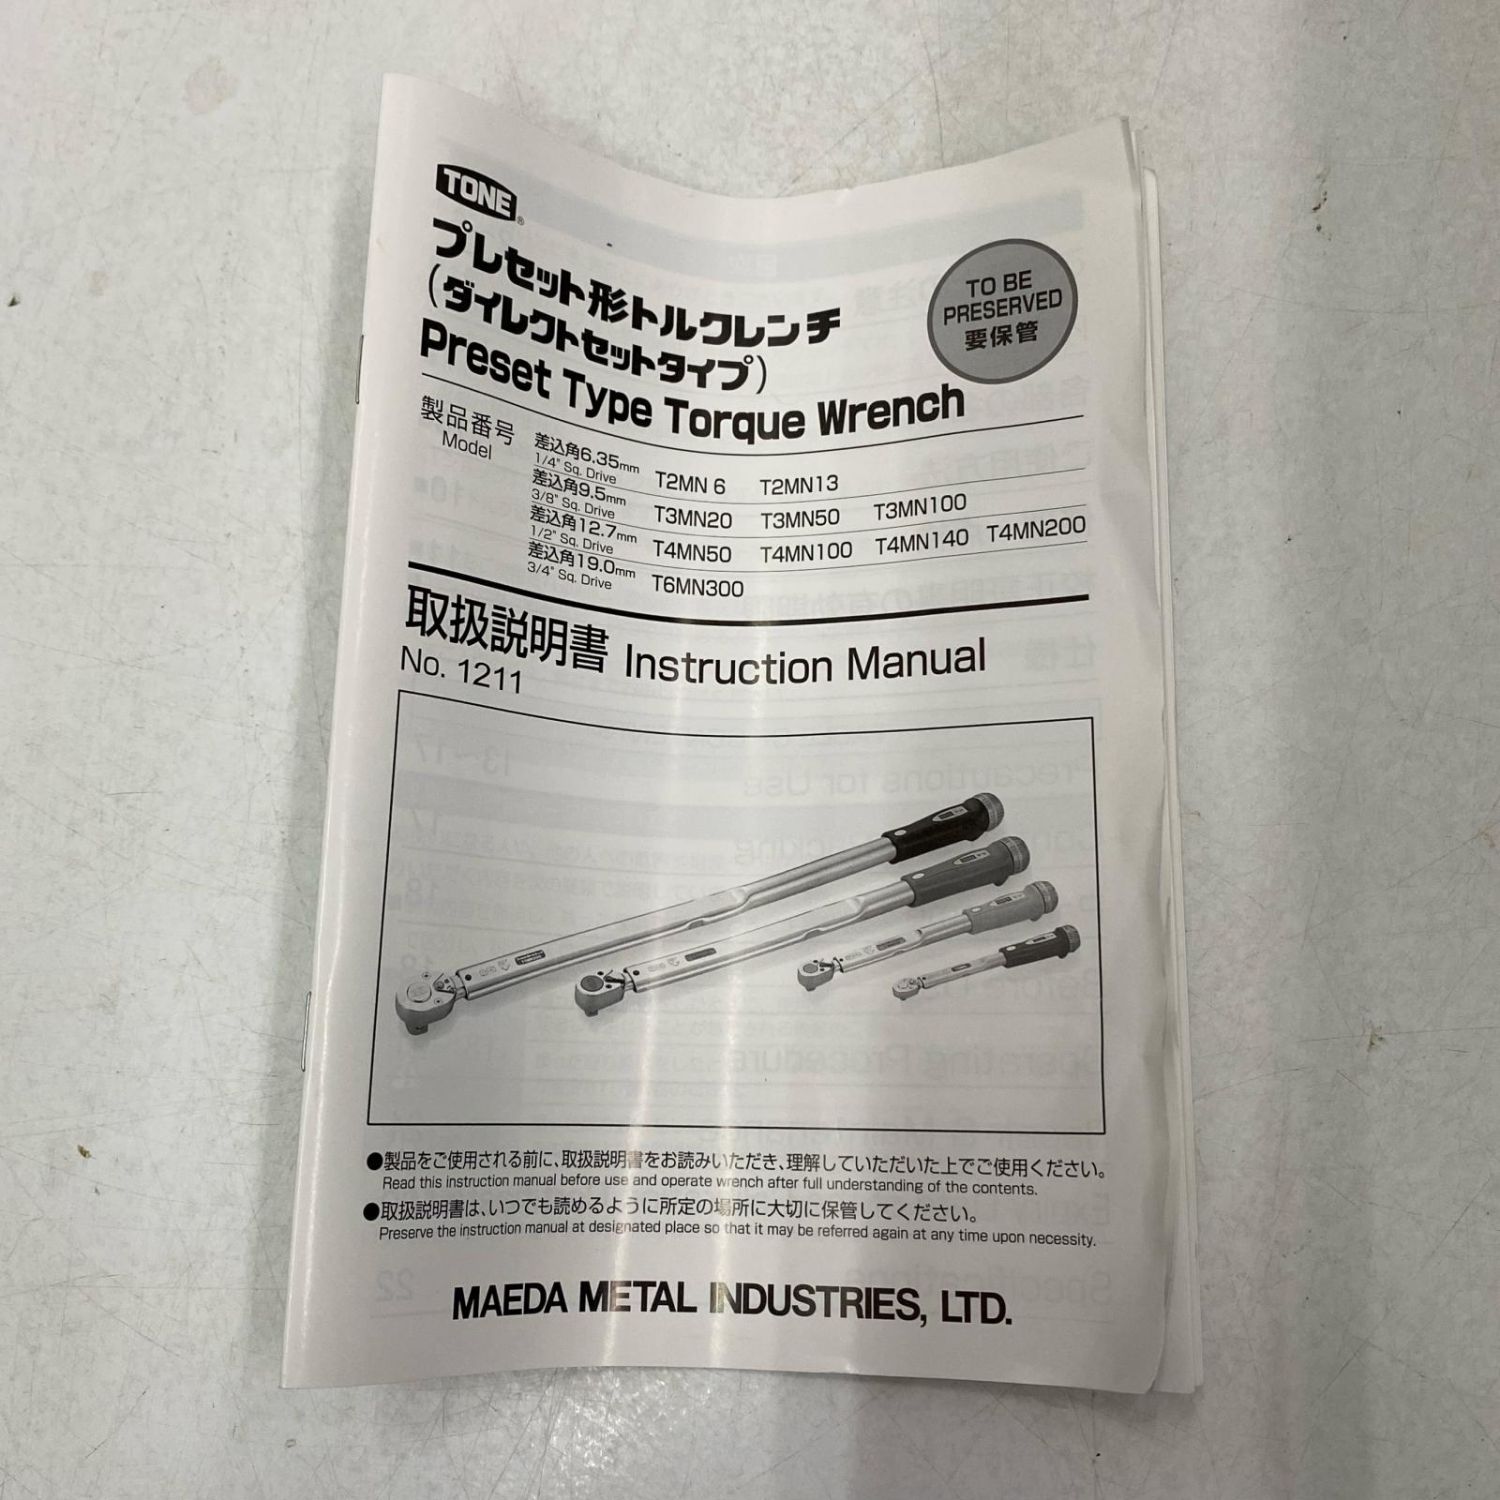 TONE®
プレセット形トルクレンチ
(ダイレクトセットタイプ)
Preset Type Torque Wrench
TO BE
PRESERVED
要保管
製品番号
Model
差込角6.35mm
1/4" Sq. Drive
T2MN 6 T2MN13
差込角9.5mm
3/8" Sq. Drive
T3MN20 T3MN50 T3MN100
差込角12.7mm
1/2" Sq. Drive
T4MN50 T4MN100 T4MN140 T4MN200
差込角19.0mm
3/4" Sq. Drive
T6MN300
取扱説明書 Instruction Manual
No. 1211
●製品をご使用される前に、取扱説明書をお読みいただき、理解していただいた上でご使用ください。
Read this instruction manual before use and operate wrench after full understanding of the contents.
●取扱説明書は、いつでも読めるように所定の場所に大切に保管してください。
Preserve the instruction manual at designated place so that it may be referred again at any time upon necessity.
MAEDA METAL INDUSTRIES, LTD.